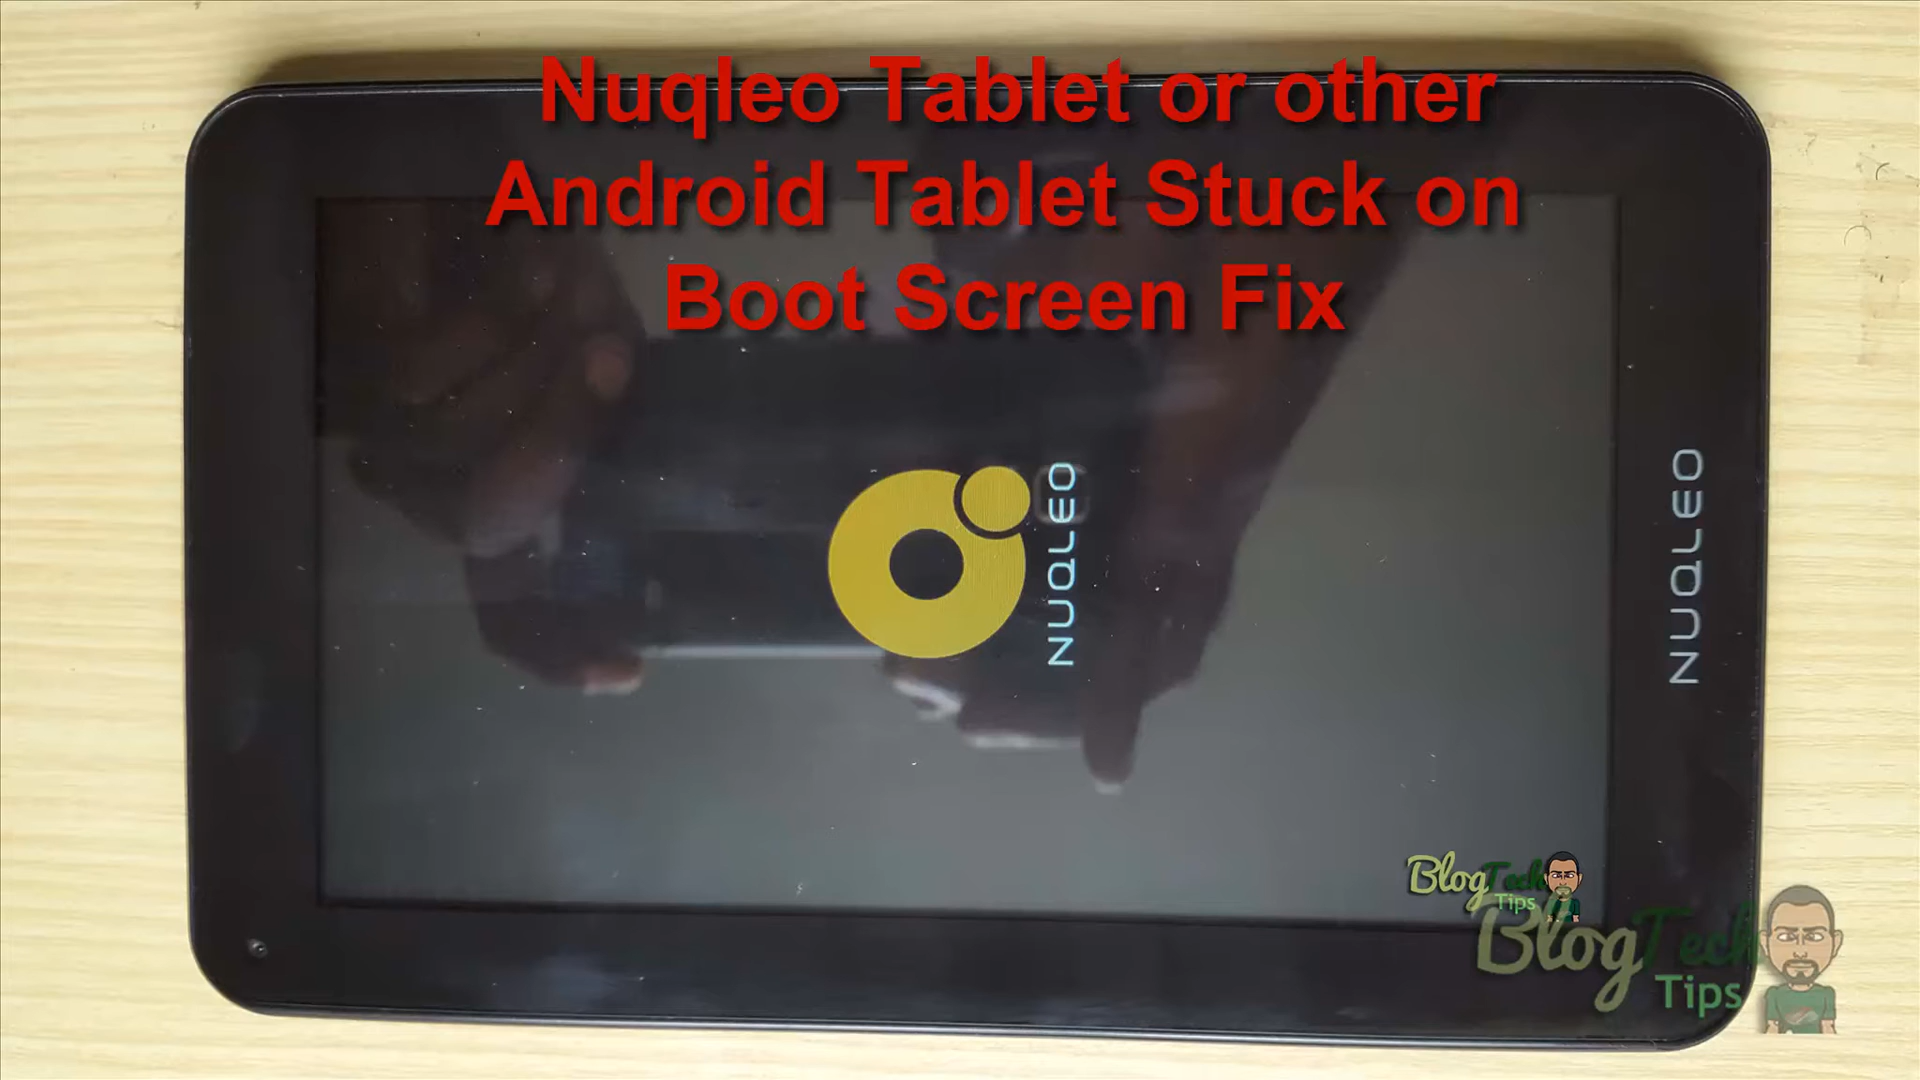 Nuqleo Tablet or other
Android Tablet Stuck on
Boot Screen Fix
NUQLEO
NUQLEO
BlogTech
Tips
BlogTech
Tips